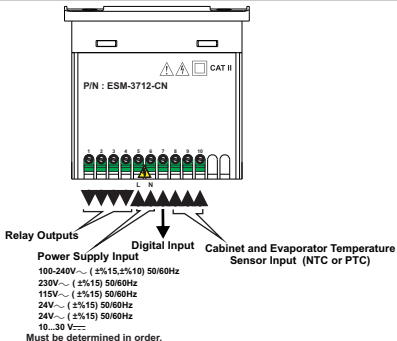 CAT II
P/N : ESM-3712-CN
1 2 3 4 5 6 7 8 9 10
L N
Relay Outputs
Power Supply Input
Digital Input
Cabinet and Evaporator Temperature
Sensor Input (NTC or PTC)
100-240V～ ( ±%15,±%10) 50/60Hz
230V～ ( ±%15) 50/60Hz
115V～ ( ±%15) 50/60Hz
24V～ ( ±%15) 50/60Hz
24V～ ( ±%15) 50/60Hz
10...30 V⎓
Must be determined in order.